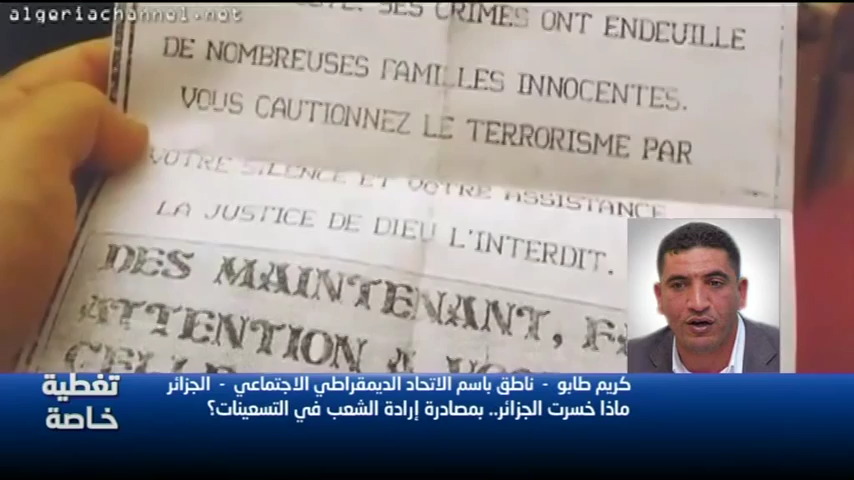 algeriachannel.net
SES CRIMES ONT ENDEUILLE
DE NOMBREUSES FAMILLES INNOCENTES.
VOUS CAUTIONNEZ LE TERRORISME PAR
VOTRE SILENCE ET VOTRE ASSISTANCE
LA JUSTICE DE DIEU L'INTERDIT.
DES MAINTENANT,
ATTENTION A
كريم طابو - ناطق باسم الاتحاد الديمقراطي الاجتماعي - الجزائر
ماذا خسرت الجزائر.. بمصادرة إرادة الشعب في التسعينات؟
تغطية
خاصة